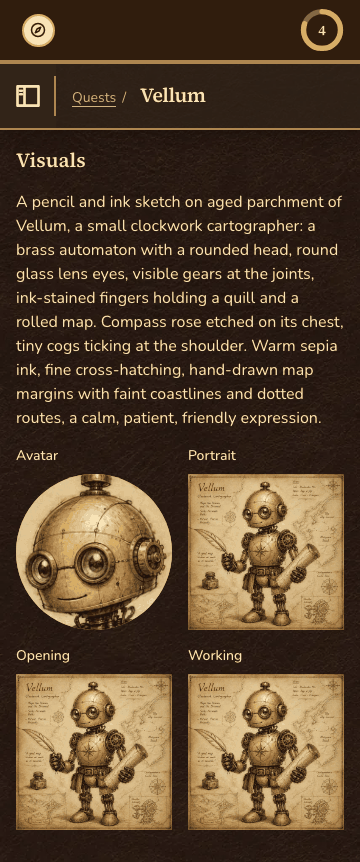 4
Quests / Vellum
Visuals
A pencil and ink sketch on aged parchment of
Vellum, a small clockwork cartographer: a
brass automaton with a rounded head, round
glass lens eyes, visible gears at the joints,
ink-stained fingers holding a quill and a
rolled map. Compass rose etched on its chest,
tiny cogs ticking at the shoulder. Warm sepia
ink, fine cross-hatching, hand-drawn map
margins with faint coastlines and dotted
routes, a calm, patient, friendly expression.
Avatar
Portrait
Vellum
Opening
Working
Vellum
Vellum